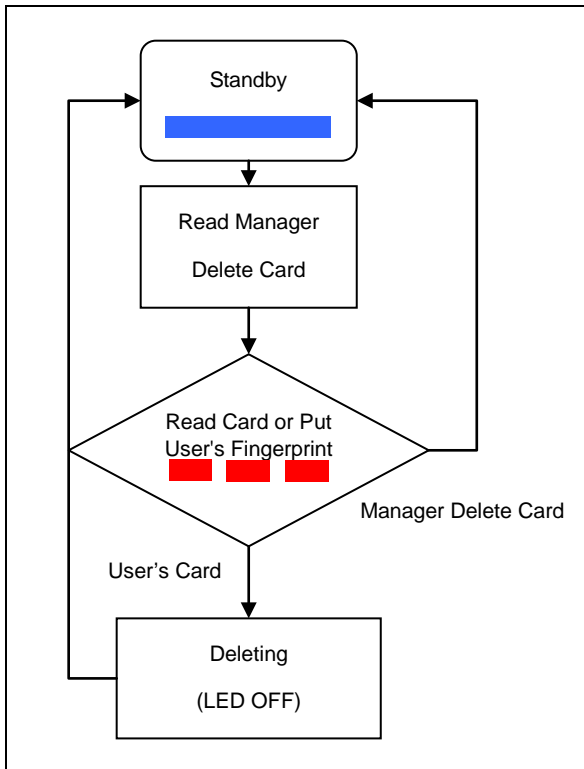 Standby
Read Manager
Delete Card
Read Card or Put
User's Fingerprint
Manager Delete Card
User’s Card
Deleting
(LED OFF)